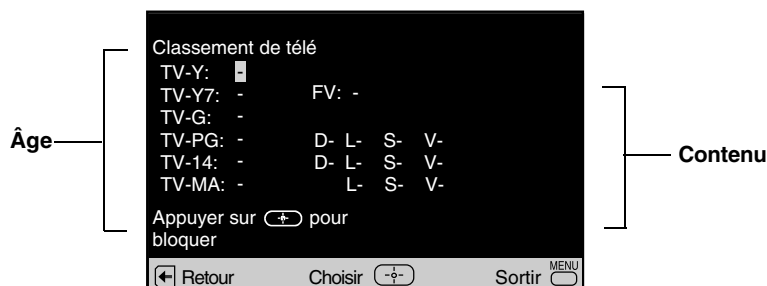 Classement de télé
TV-Y: -
TV-Y7: - FV: -
TV-G: -
Âge
TV-PG: - D- L- S- V-
TV-14: - D- L- S- V-
Contenu
TV-MA: - L- S- V-
Appuyer sur pour
bloquer
Retour Choisir Sortir MENU